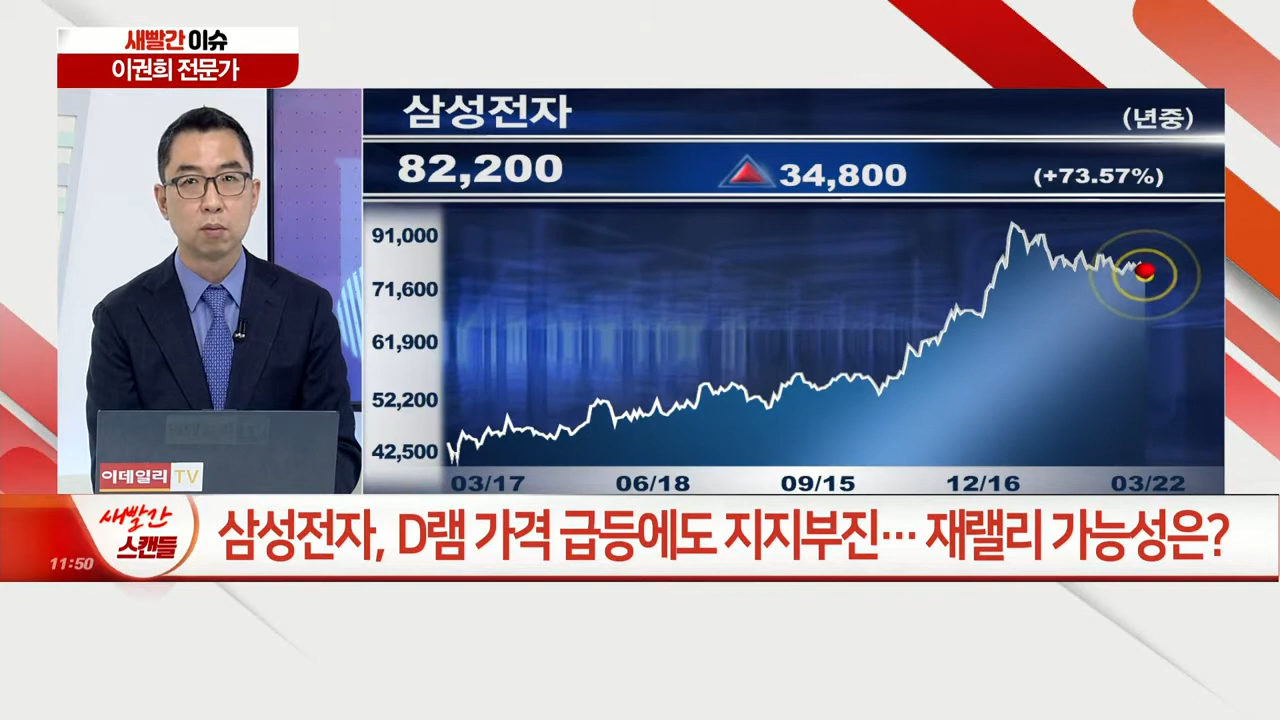 새빨간 이슈
이권희 전문가
삼성전자
(년중)
82,200
34,800
(+73.57%)
91,000
71,600
61,900
52,200
42,500
03/17 06/18 09/15 12/16 03/22
이데일리 TV
새빨간
스캔들
11:50
삼성전자, D램 가격 급등에도 지지부진… 재랠리 가능성은?